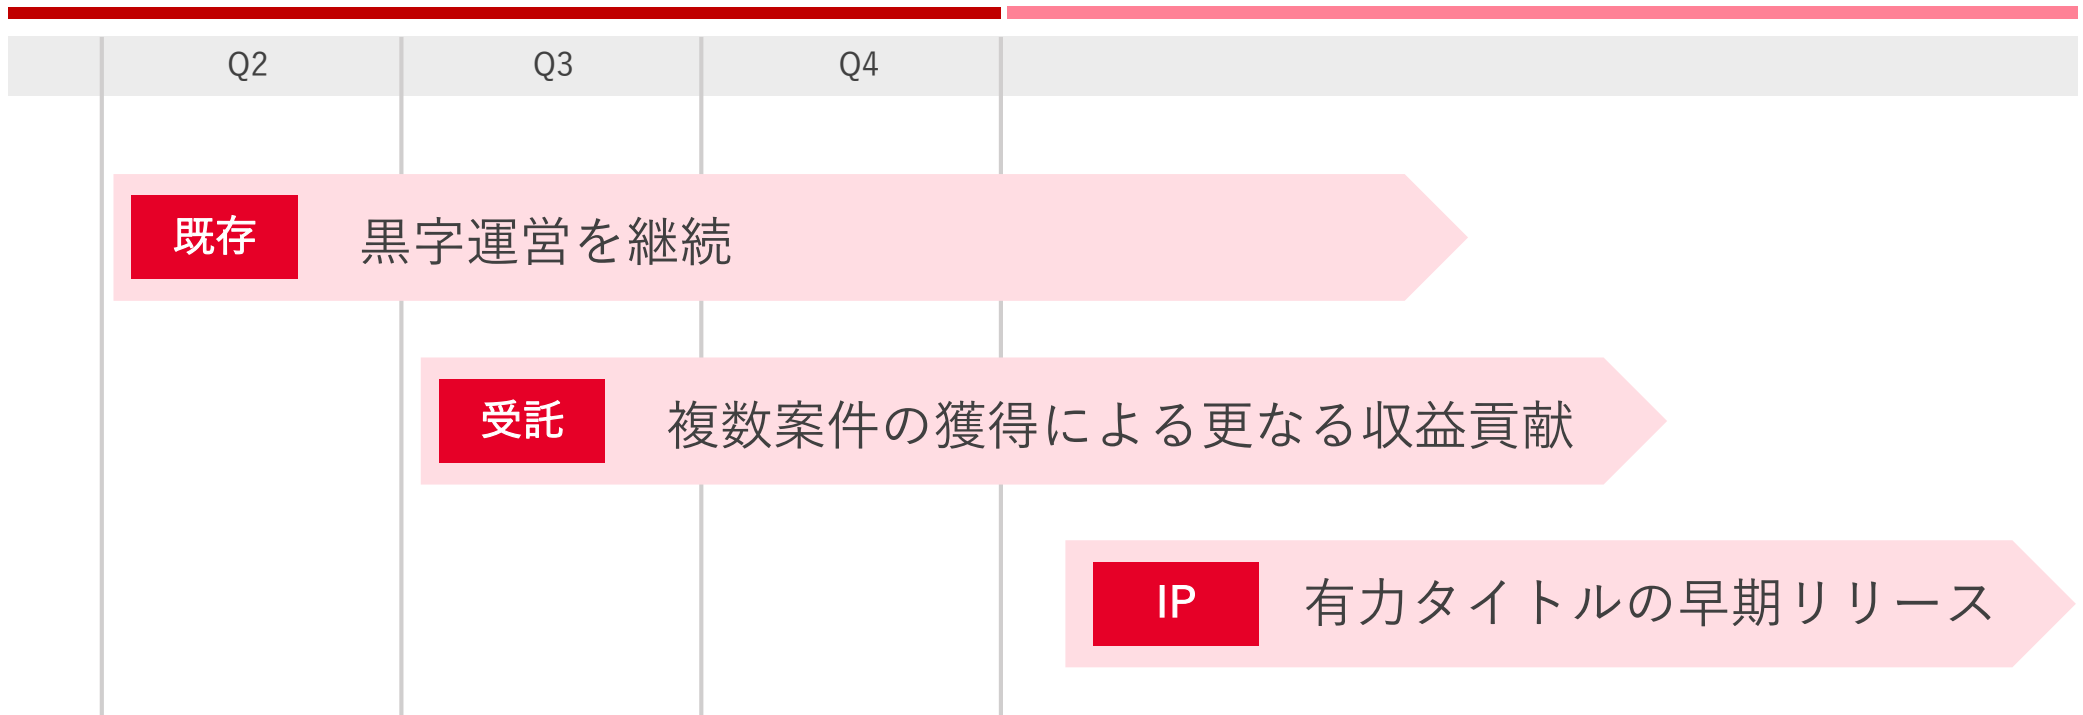 Q2 Q3 Q4
既存 黒字運営を継続
受託 複数案件の獲得による更なる収益貢献
IP 有力タイトルの早期リリース